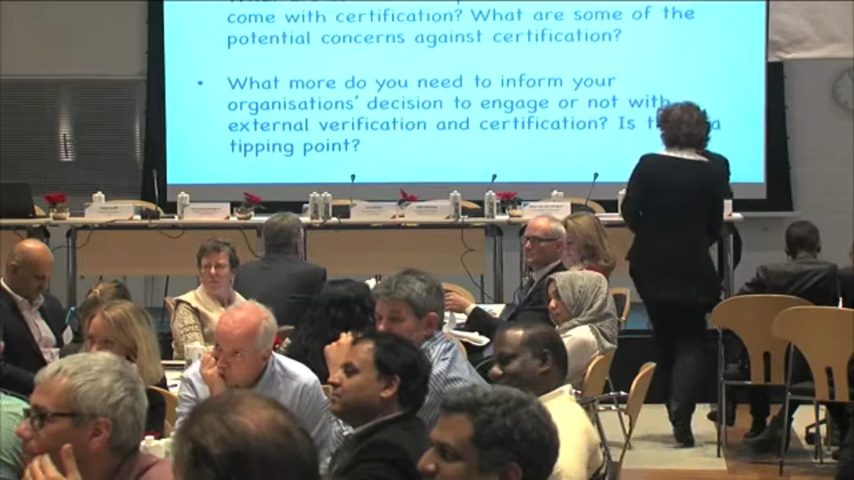 come with certification? What are some of the
potential concerns against certification?
• What more do you need to inform your
organisations' decision to engage or not with
external verification and certification? Is
tipping point?